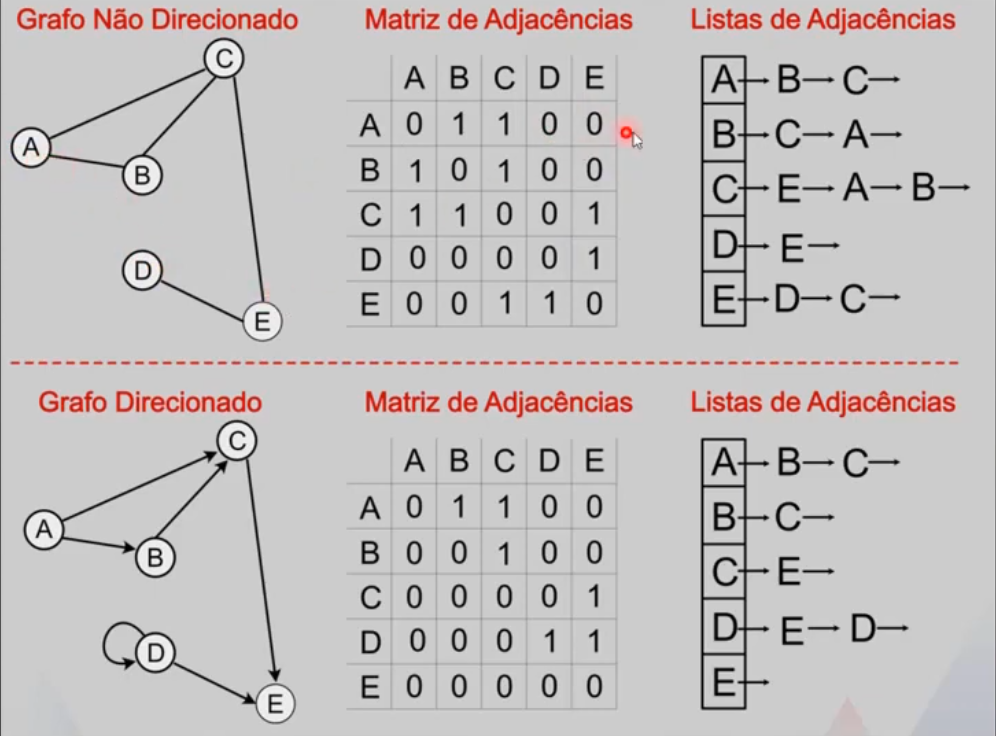 Grafo Não Direcionado
C
A
B
D
E
Matriz de Adjacências
A B C D E
A 0 1 1 0 0
B 1 0 1 0 0
C 1 1 0 0 1
D 0 0 0 0 1
E 0 0 1 1 0
Listas de Adjacências
A B C
B C A
C E A B
D E
E D C
Grafo Direcionado
C
A
B
D
E
Matriz de Adjacências
A B C D E
A 0 1 1 0 0
B 0 0 1 0 0
C 0 0 0 0 1
D 0 0 0 1 1
E 0 0 0 0 0
Listas de Adjacências
A B C
B C
C E
D E D
E